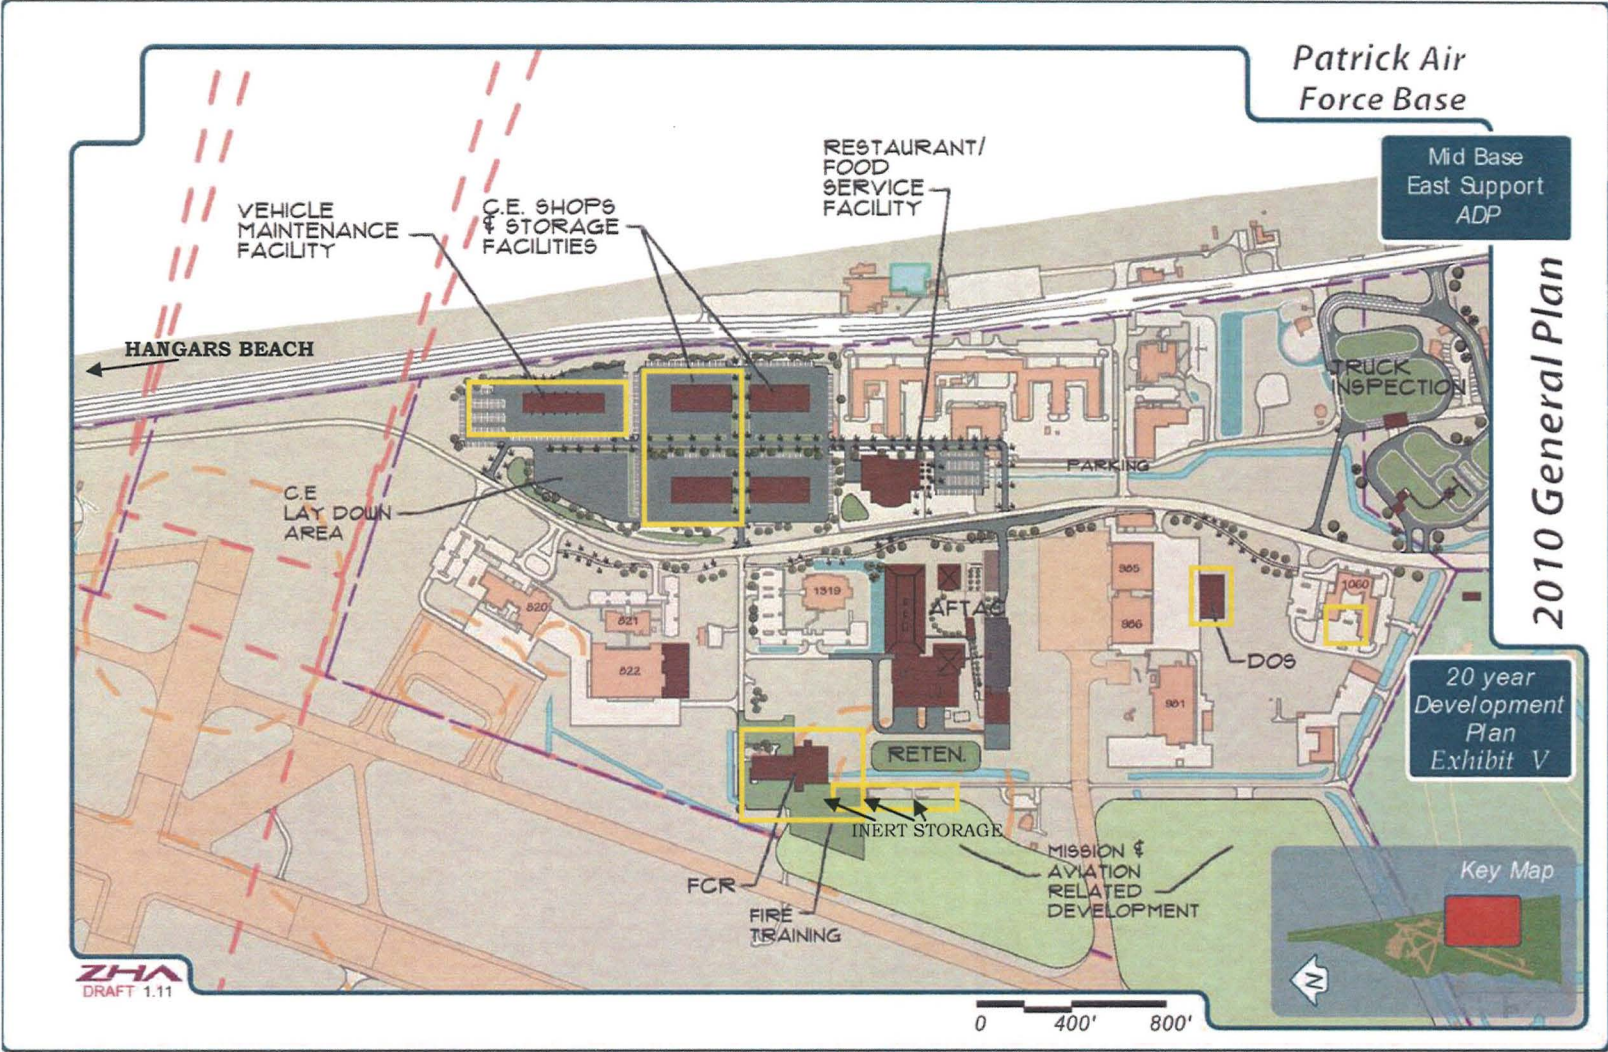 Patrick Air
Force Base
Mid Base
East Support
ADP
2010 General Plan
20 year
Development
Plan
Exhibit V
RESTAURANT/
FOOD
SERVICE
FACILITY
VEHICLE
MAINTENANCE
FACILITY
C.E. SHOPS
& STORAGE
FACILITIES
HANGARS BEACH
TRUCK
INSPECTION
PARKING
C.E
LAY DOWN
AREA
820
821
822
1319
AFTAC
985
986
981
1060
DOS
RETEN.
INERT STORAGE
FCR
FIRE
TRAINING
MISSION &
AVIATION
RELATED
DEVELOPMENT
Key Map
N
ZHA
DRAFT 1.11
0 400' 800'